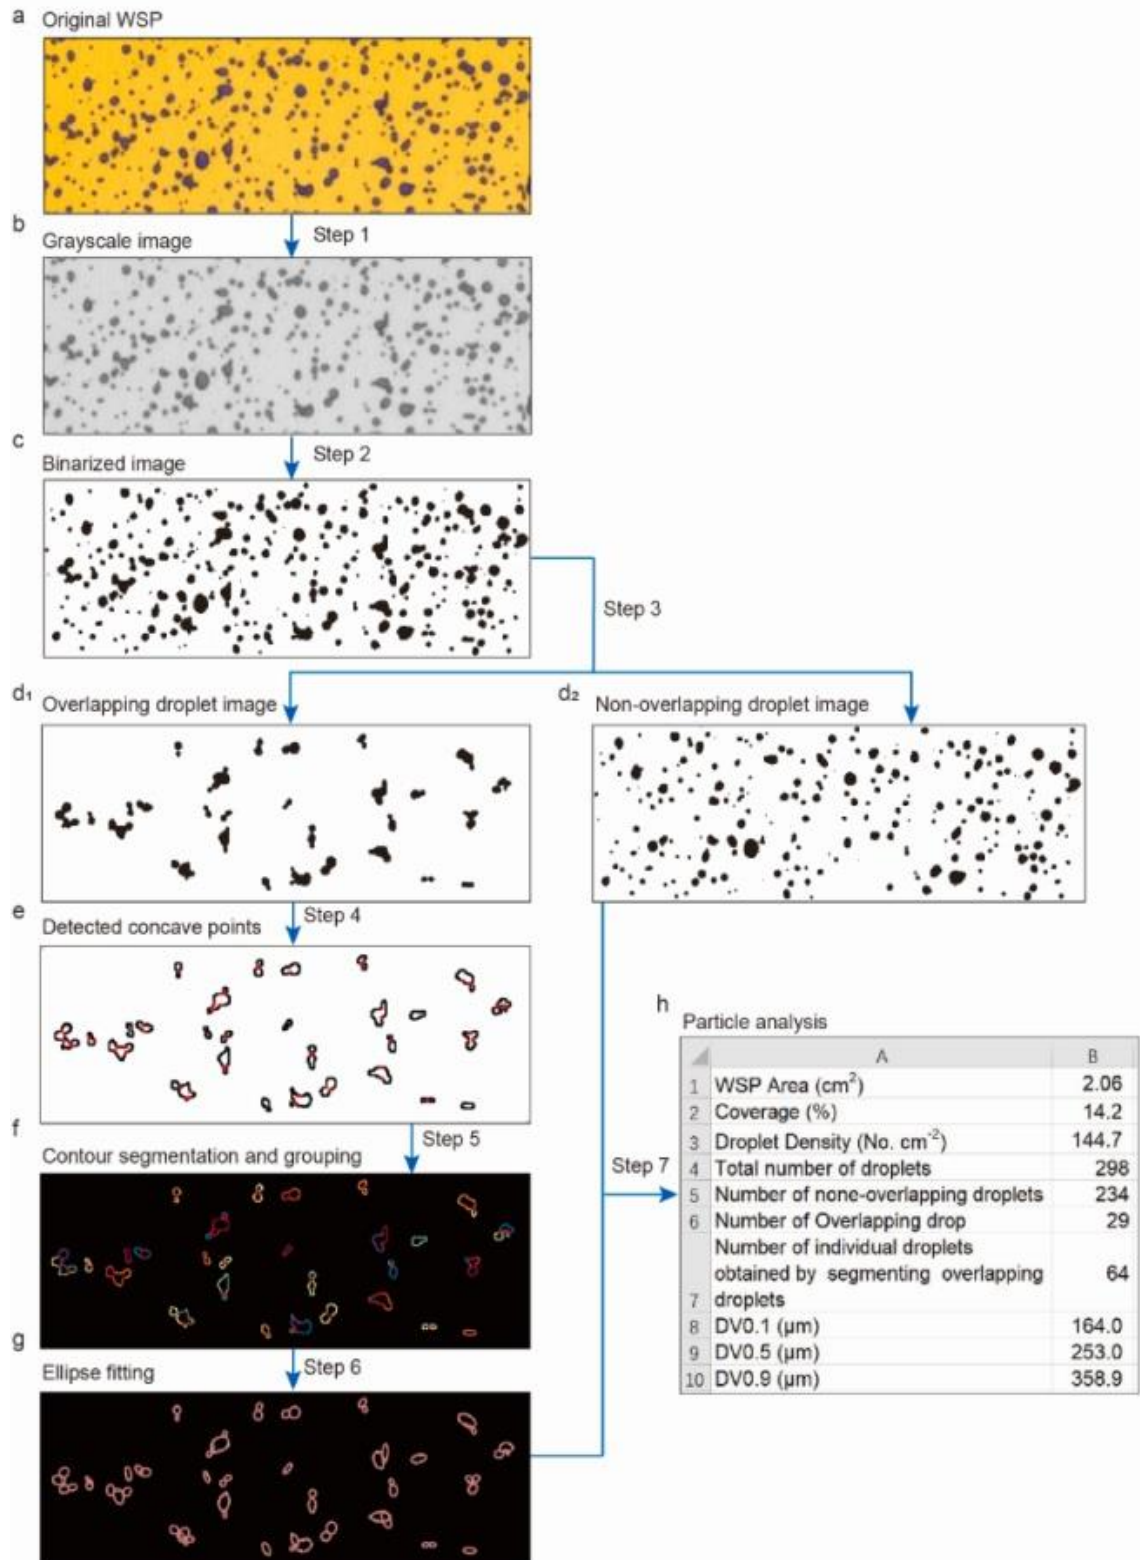 a
Original WSP
Step 1
b
Grayscale image
Step 2
c
Binarized image
Step 3
d₁
Overlapping droplet image
d₂
Non-overlapping droplet image
Step 4
e
Detected concave points
Step 5
f
Contour segmentation and grouping
Step 6
g
Ellipse fitting
Step 7
h
Particle analysis
A B
1 WSP Area (cm²) 2.06
2 Coverage (%) 14.2
3 Droplet Density (No. cm⁻²) 144.7
4 Total number of droplets 298
5 Number of none-overlapping droplets 234
6 Number of Overlapping drop 29
Number of individual droplets
obtained by segmenting overlapping 64
7 droplets
8 DV0.1 (µm) 164.0
9 DV0.5 (µm) 253.0
10 DV0.9 (µm) 358.9